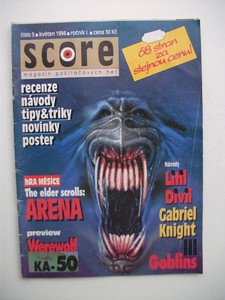 číslo 5 • květen 1994 • ročník I. • cena 50 Kč
score
magazín počítačových her
68 stran
za
stejnou cenu!
recenze
návody
tipy&triky
novinky
poster
hRA MĚSÍCE
The elder scrolls:
ARENA
preview
Werewolf
KA-50
Návody
Litil
Divil
Gabriel
Knight
Goblins
III